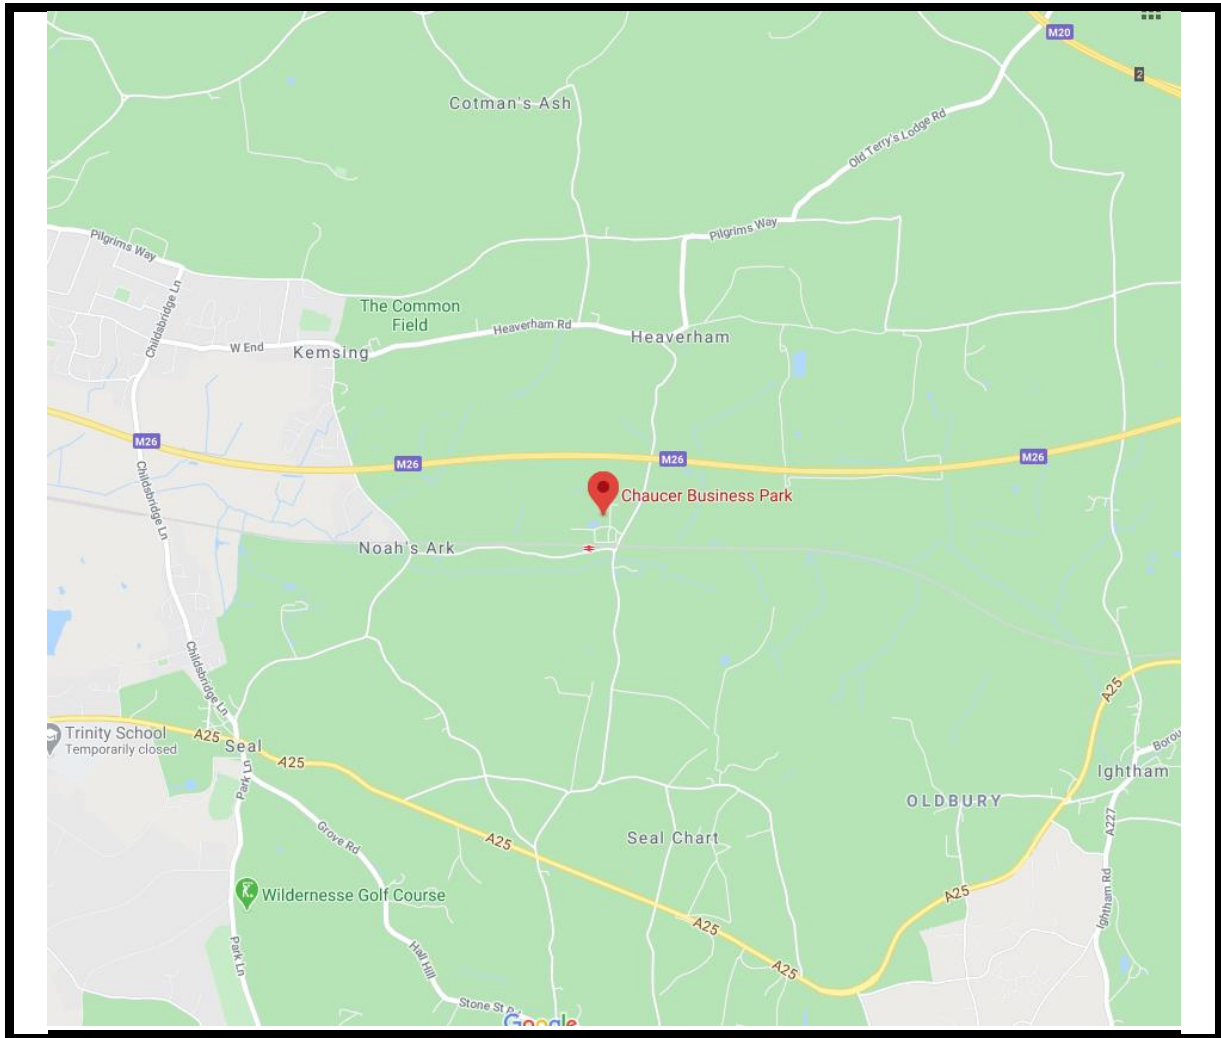 M20
2
Cotman's Ash
Old Terry's Lodge Rd
Pilgrims Way
Pilgrims Way
Childsbridge Ln
The Common
Field
Heaverham Rd
Heaverham
W End
Kemsing
M26
M26
M26
M26
Childsbridge Ln
Chaucer Business Park
Noah's Ark
Childsbridge Ln
A25
Trinity School
Temporarily closed
A25
Seal
A25
Park Ln
Ightham
OLDBURY
A227
Grove Rd
A25
Seal Chart
Wildernesse Golf Course
A25
Ightham Rd
A25
Park Ln
Hall Hill
A25
Stone St
Google